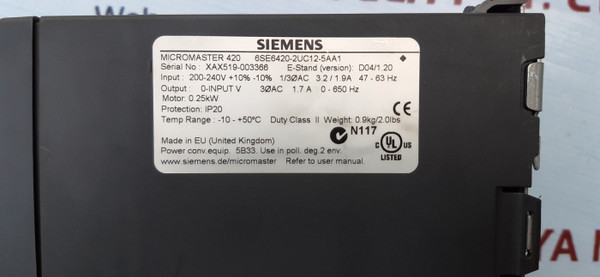 SIEMENS
MICROMASTER 420 6SE6420-2UC12-5AA1
Serial No : XAX519-003366 E-Stand (version): D04/1.20
Input : 200-240V +10% -10% 1/3ØAC 3.2 / 1.9A 47 - 63 Hz
Output : 0-INPUT V 3ØAC 1.7 A 0 - 650 Hz
Motor: 0.25kW
Protection: IP20
Temp Range : -10 - +50ºC Duty Class II Weight: 0.9kg/2.0lbs
CE
N117
Made in EU (United Kingdom)
Power conv.equip. 5B33. Use in poll. deg.2 env.
www.siemens.de/micromaster Refer to user manual.
C UL US
LISTED